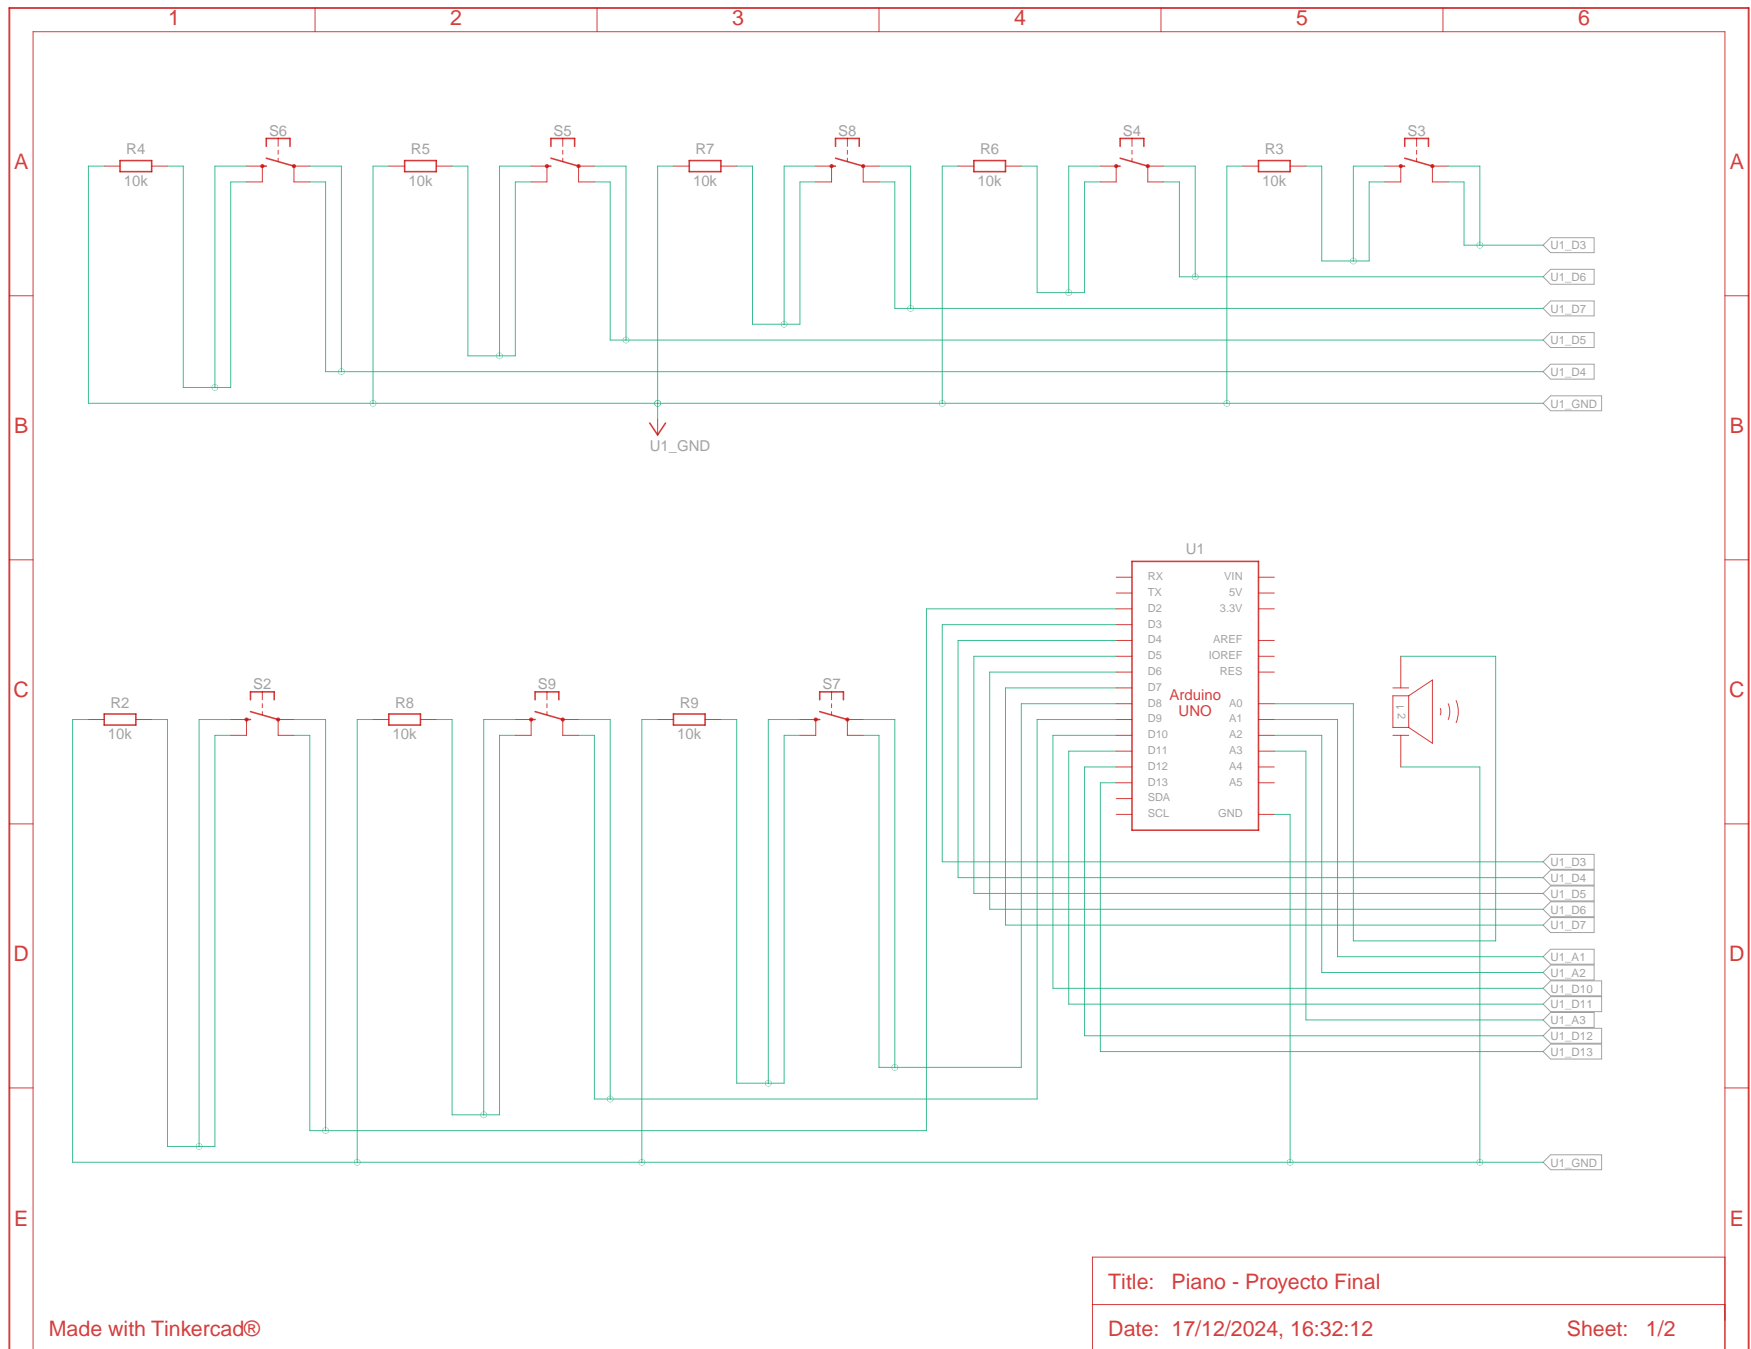 1 2 3 4 5 6
A A
S6 S5 S8 S4 S3
R4 R5 R7 R6 R3
10k 10k 10k 10k 10k
U1_D3
U1_D6
U1_D7
U1_D5
U1_D4
U1_GND
B B
U1_GND
U1
RX VIN
TX 5V
D2 3.3V
D3
D4 AREF
D5 IOREF
D6 RES
D7
Arduino
UNO
D8 A0
D9 A1
D10 A2
D11 A3
D12 A4
D13 A5
SDA
SCL GND
C C
S2 S9 S7
R2 R8 R9
10k 10k 10k
1 2
U1_D3
U1_D4
U1_D5
U1_D6
U1_D7
D D
U1_A1
U1_A2
U1_D10
U1_D11
U1_A3
U1_D12
U1_D13
U1_GND
E E
Title: Piano - Proyecto Final
Made with Tinkercad®
Date: 17/12/2024, 16:32:12 Sheet: 1/2